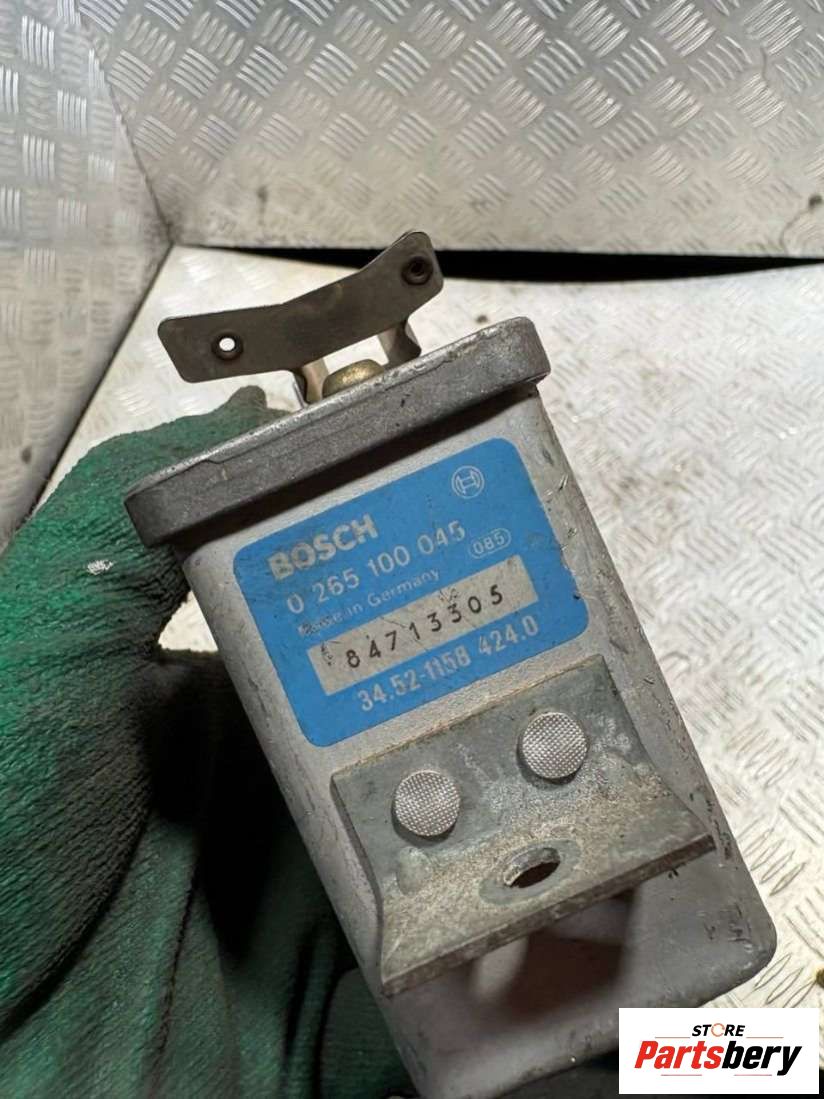 BOSCH
0 265 100 045
Made in Germany
085
84713305
34.52-1158 424.0
STORE
Partsbery